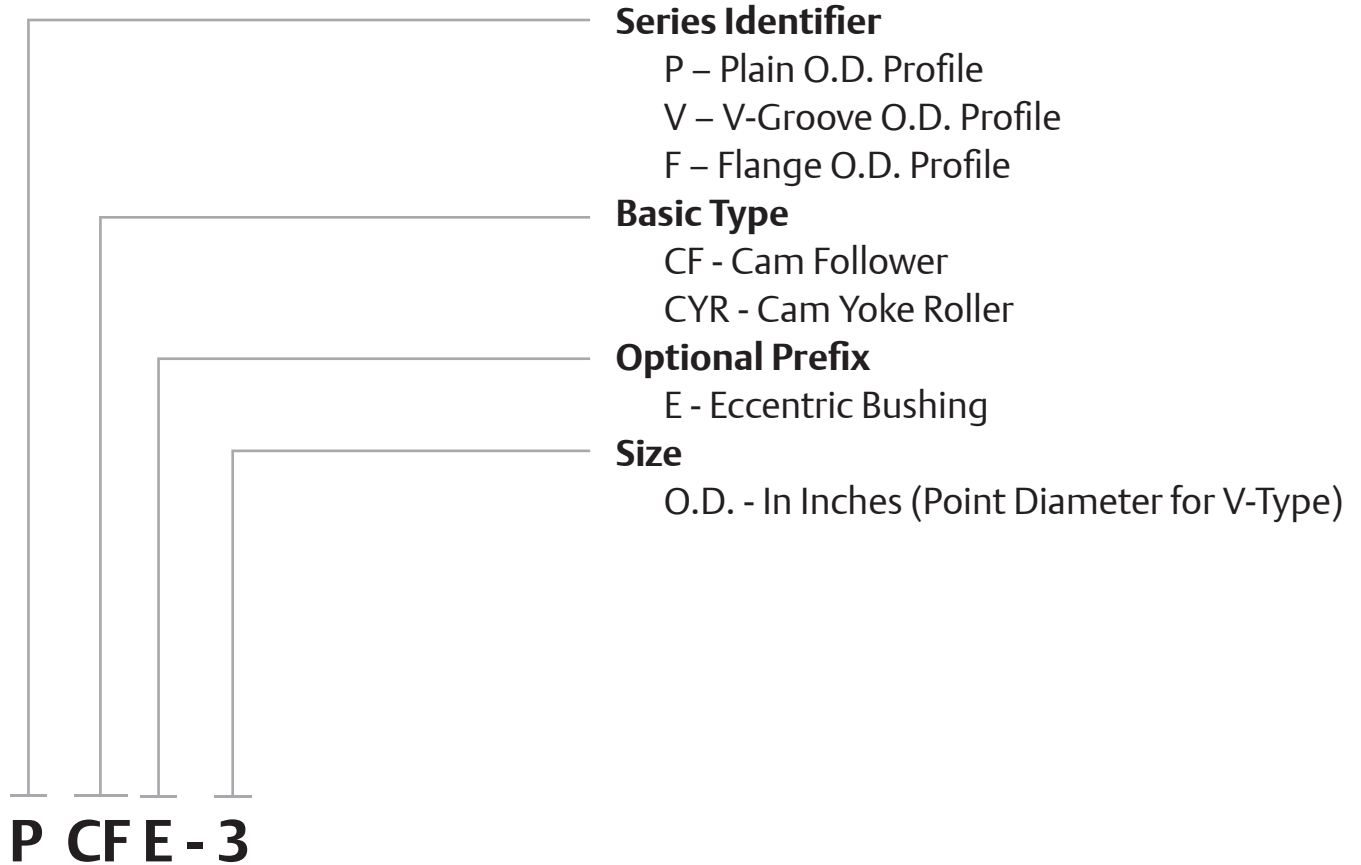 Series Identifier
P – Plain O.D. Profile
V – V-Groove O.D. Profile
F – Flange O.D. Profile
Basic Type
CF - Cam Follower
CYR - Cam Yoke Roller
Optional Prefix
E - Eccentric Bushing
Size
O.D. - In Inches (Point Diameter for V-Type)
P CF E - 3